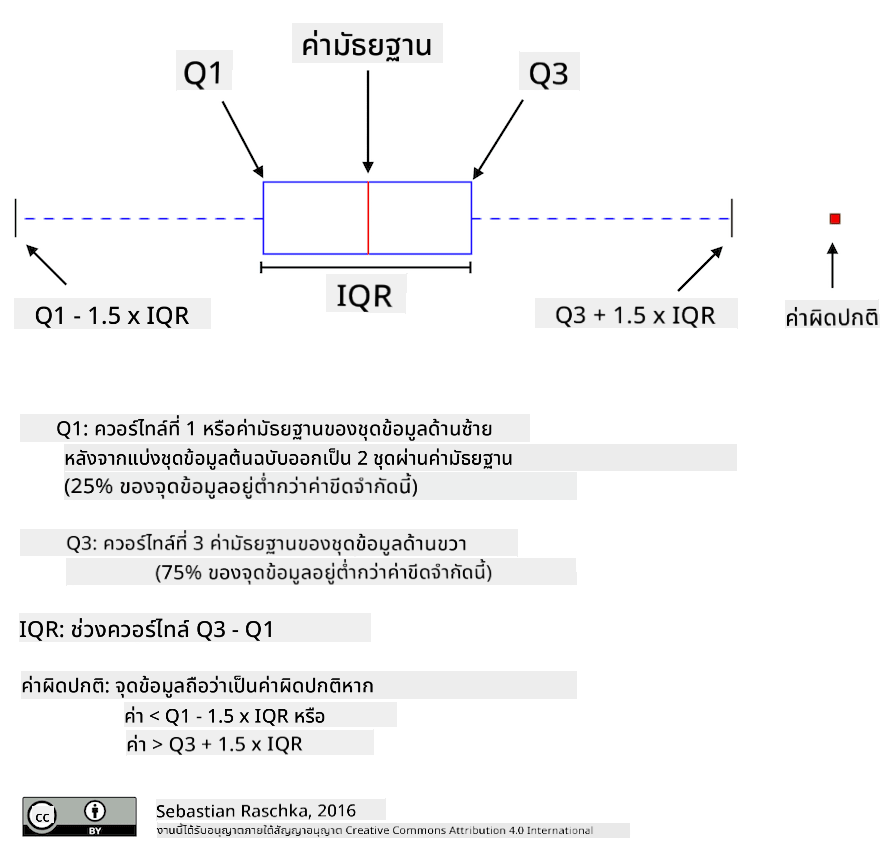 ค่ามัธยฐาน
Q1
Q3
IQR
Q1 - 1.5 x IQR
Q3 + 1.5 x IQR
ค่าผิดปกติ
Q1: ควอร์ไทล์ที่ 1 หรือค่ามัธยฐานของชุดข้อมูลด้านซ้าย
หลังจากแบ่งชุดข้อมูลต้นฉบับออกเป็น 2 ชุดผ่านค่ามัธยฐาน
(25% ของจุดข้อมูลอยู่ต่ำกว่าค่าขีดจำกัดนี้)
Q3: ควอร์ไทล์ที่ 3 ค่ามัธยฐานของชุดข้อมูลด้านขวา
(75% ของจุดข้อมูลอยู่ต่ำกว่าค่าขีดจำกัดนี้)
IQR: ช่วงควอร์ไทล์ Q3 - Q1
ค่าผิดปกติ: จุดข้อมูลถือว่าเป็นค่าผิดปกติหาก
ค่า < Q1 - 1.5 x IQR หรือ
ค่า > Q3 + 1.5 x IQR
cc
BY
Sebastian Raschka, 2016
งานนี้ได้รับอนุญาตภายใต้สัญญาอนุญาต Creative Commons Attribution 4.0 International